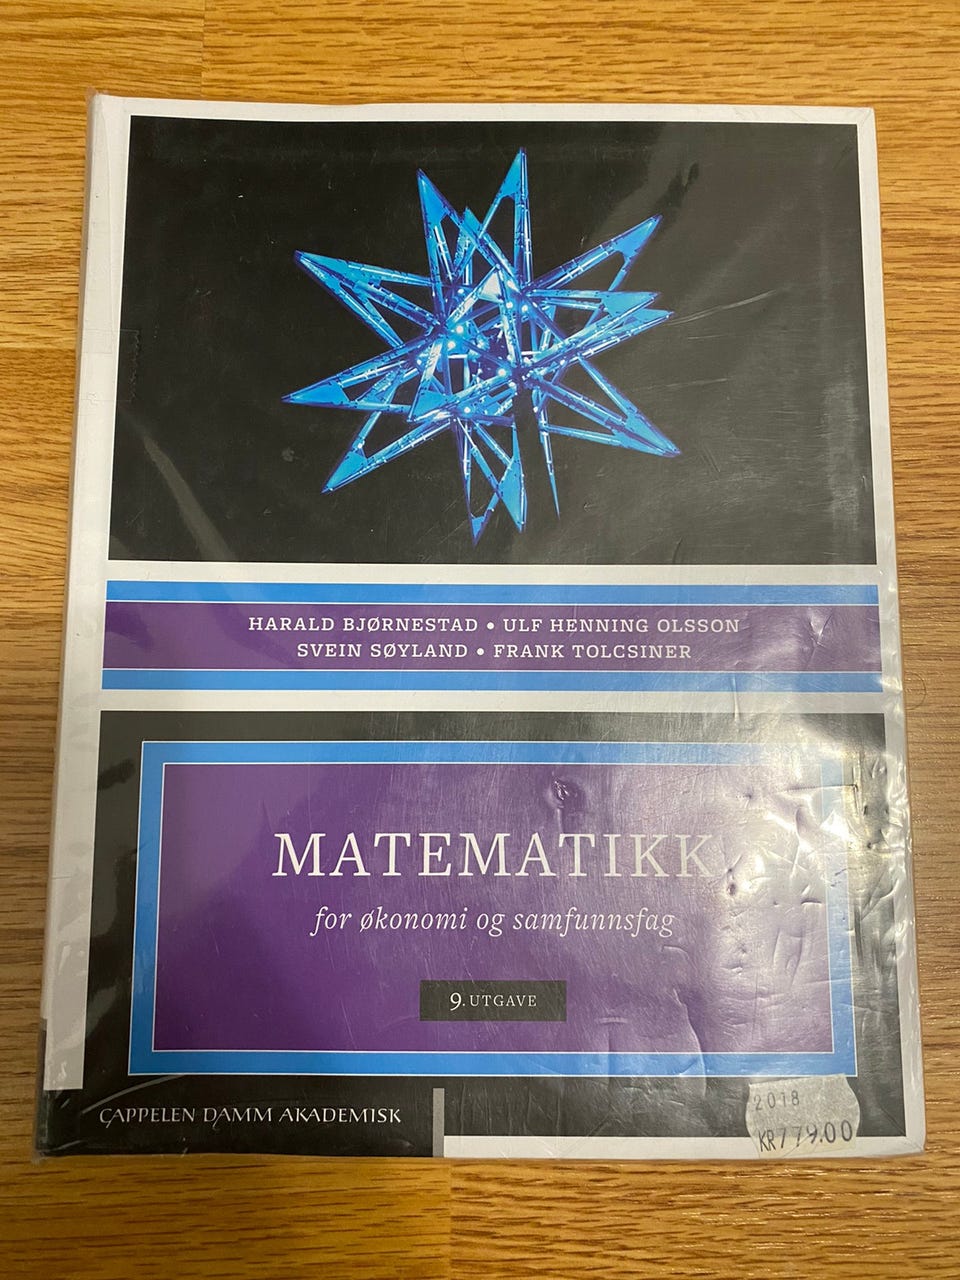 HARALD BJØRNESTAD • ULF HENNING OLSSON
SVEIN SØYLAND • FRANK TOLCSINER
MATEMATIKK
for økonomi og samfunnsfag
9. UTGAVE
CAPPELEN DAMM AKADEMISK
2018
KR779.00